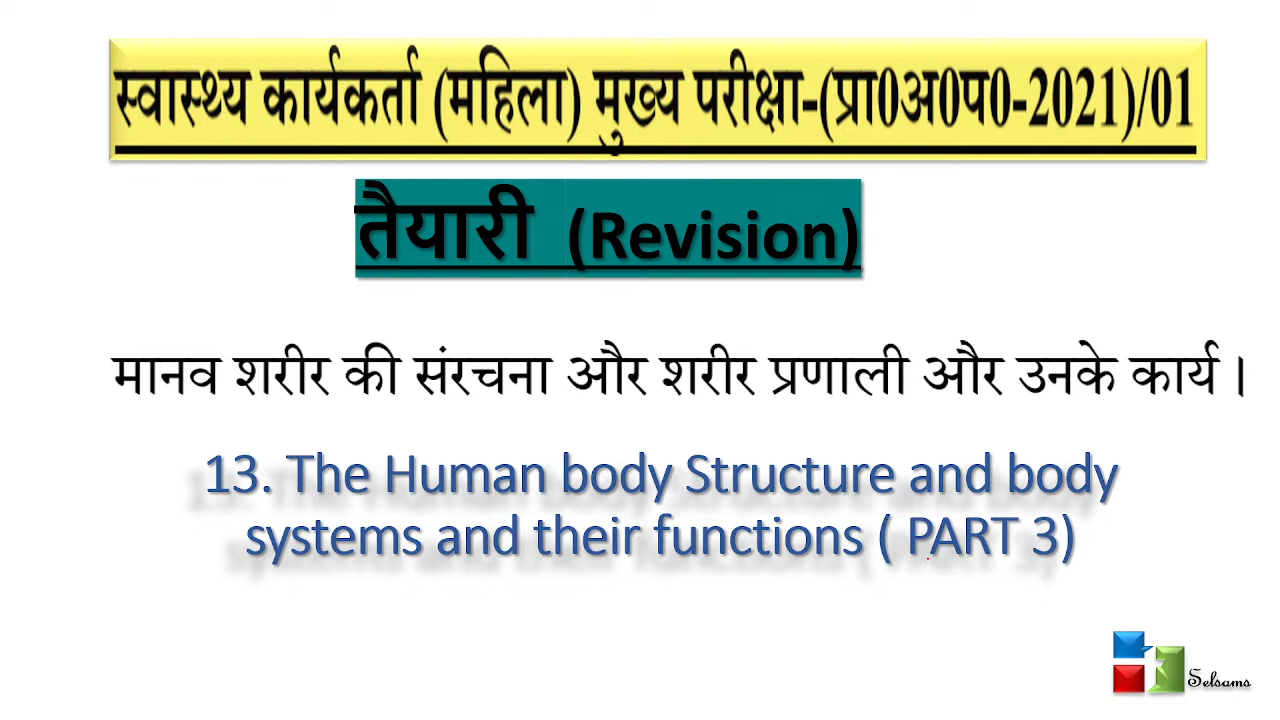 स्वास्थ्य कार्यकर्ता (महिला) मुख्य परीक्षा-(प्रा0अ0प0-2021)/01
तैयारी (Revision)
मानव शरीर की संरचना और शरीर प्रणाली और उनके कार्य ।
13. The Human body Structure and body
systems and their functions ( PART 3)
Selsams